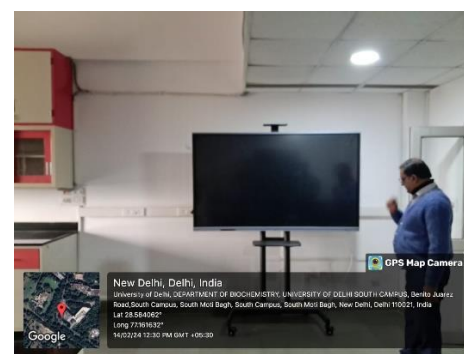 GPS Map Camera
New Delhi, Delhi, India
University of Delhi, DEPARTMENT OF BIOCHEMISTRY, UNIVERSITY OF DELHI SOUTH CAMPUS, Benito Juarez
Road,South Campus, South Moti Bagh, South Campus, South Moti Bagh, New Delhi, Delhi 110021, India
Lat 28.584062°
Long 77.161632°
14/02/24 12:30 PM GMT +05:30
Google